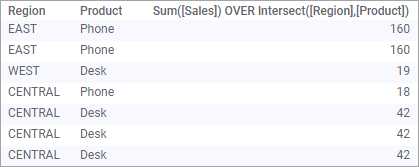 Region Product Sum([Sales]) OVER Intersect([Region],[Product])
EAST Phone 160
EAST Phone 160
WEST Desk 19
CENTRAL Phone 18
CENTRAL Desk 42
CENTRAL Desk 42
CENTRAL Desk 42